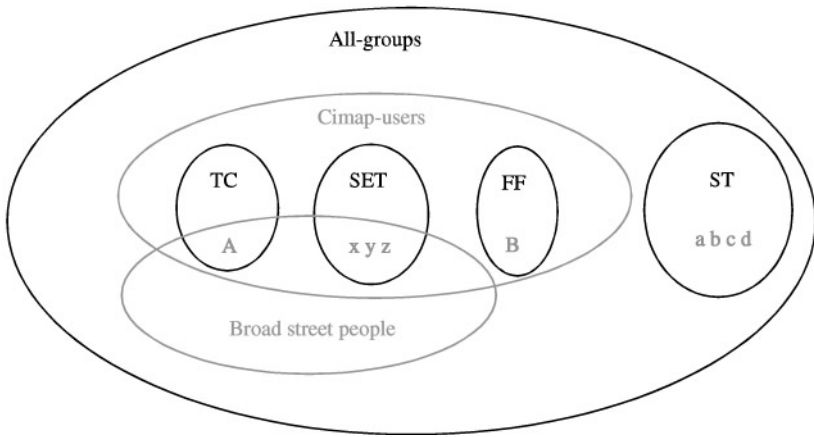 All-groups
Cimap-users
TC SET FF ST
A x y z B a b c d
Broad street people